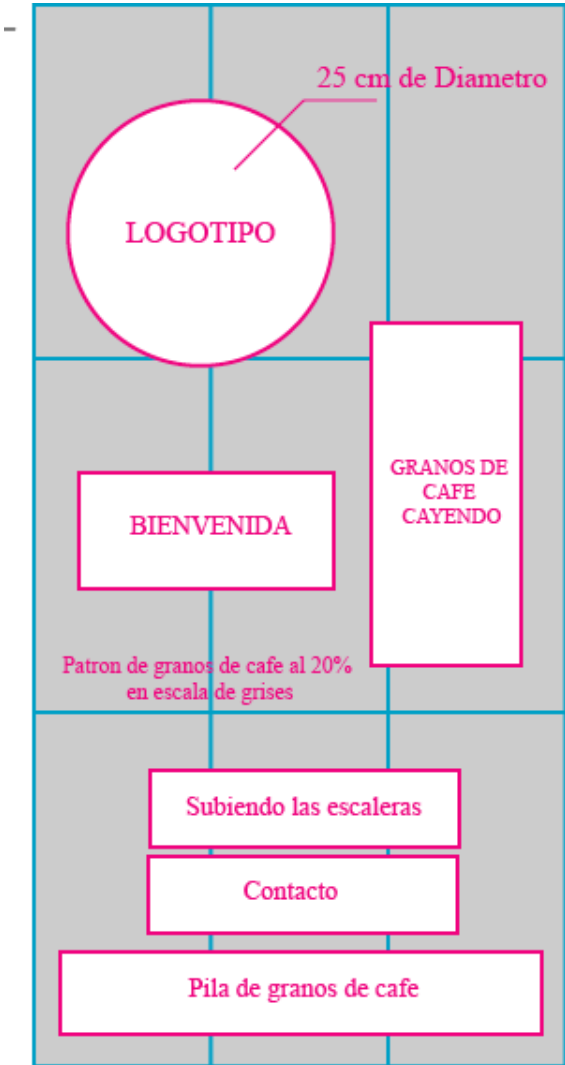 25 cm de Diametro
LOGOTIPO
GRANOS DE
CAFE
CAYENDO
BIENVENIDA
Patron de granos de cafe al 20%
en escala de grises
Subiendo las escaleras
Contacto
Pila de granos de cafe